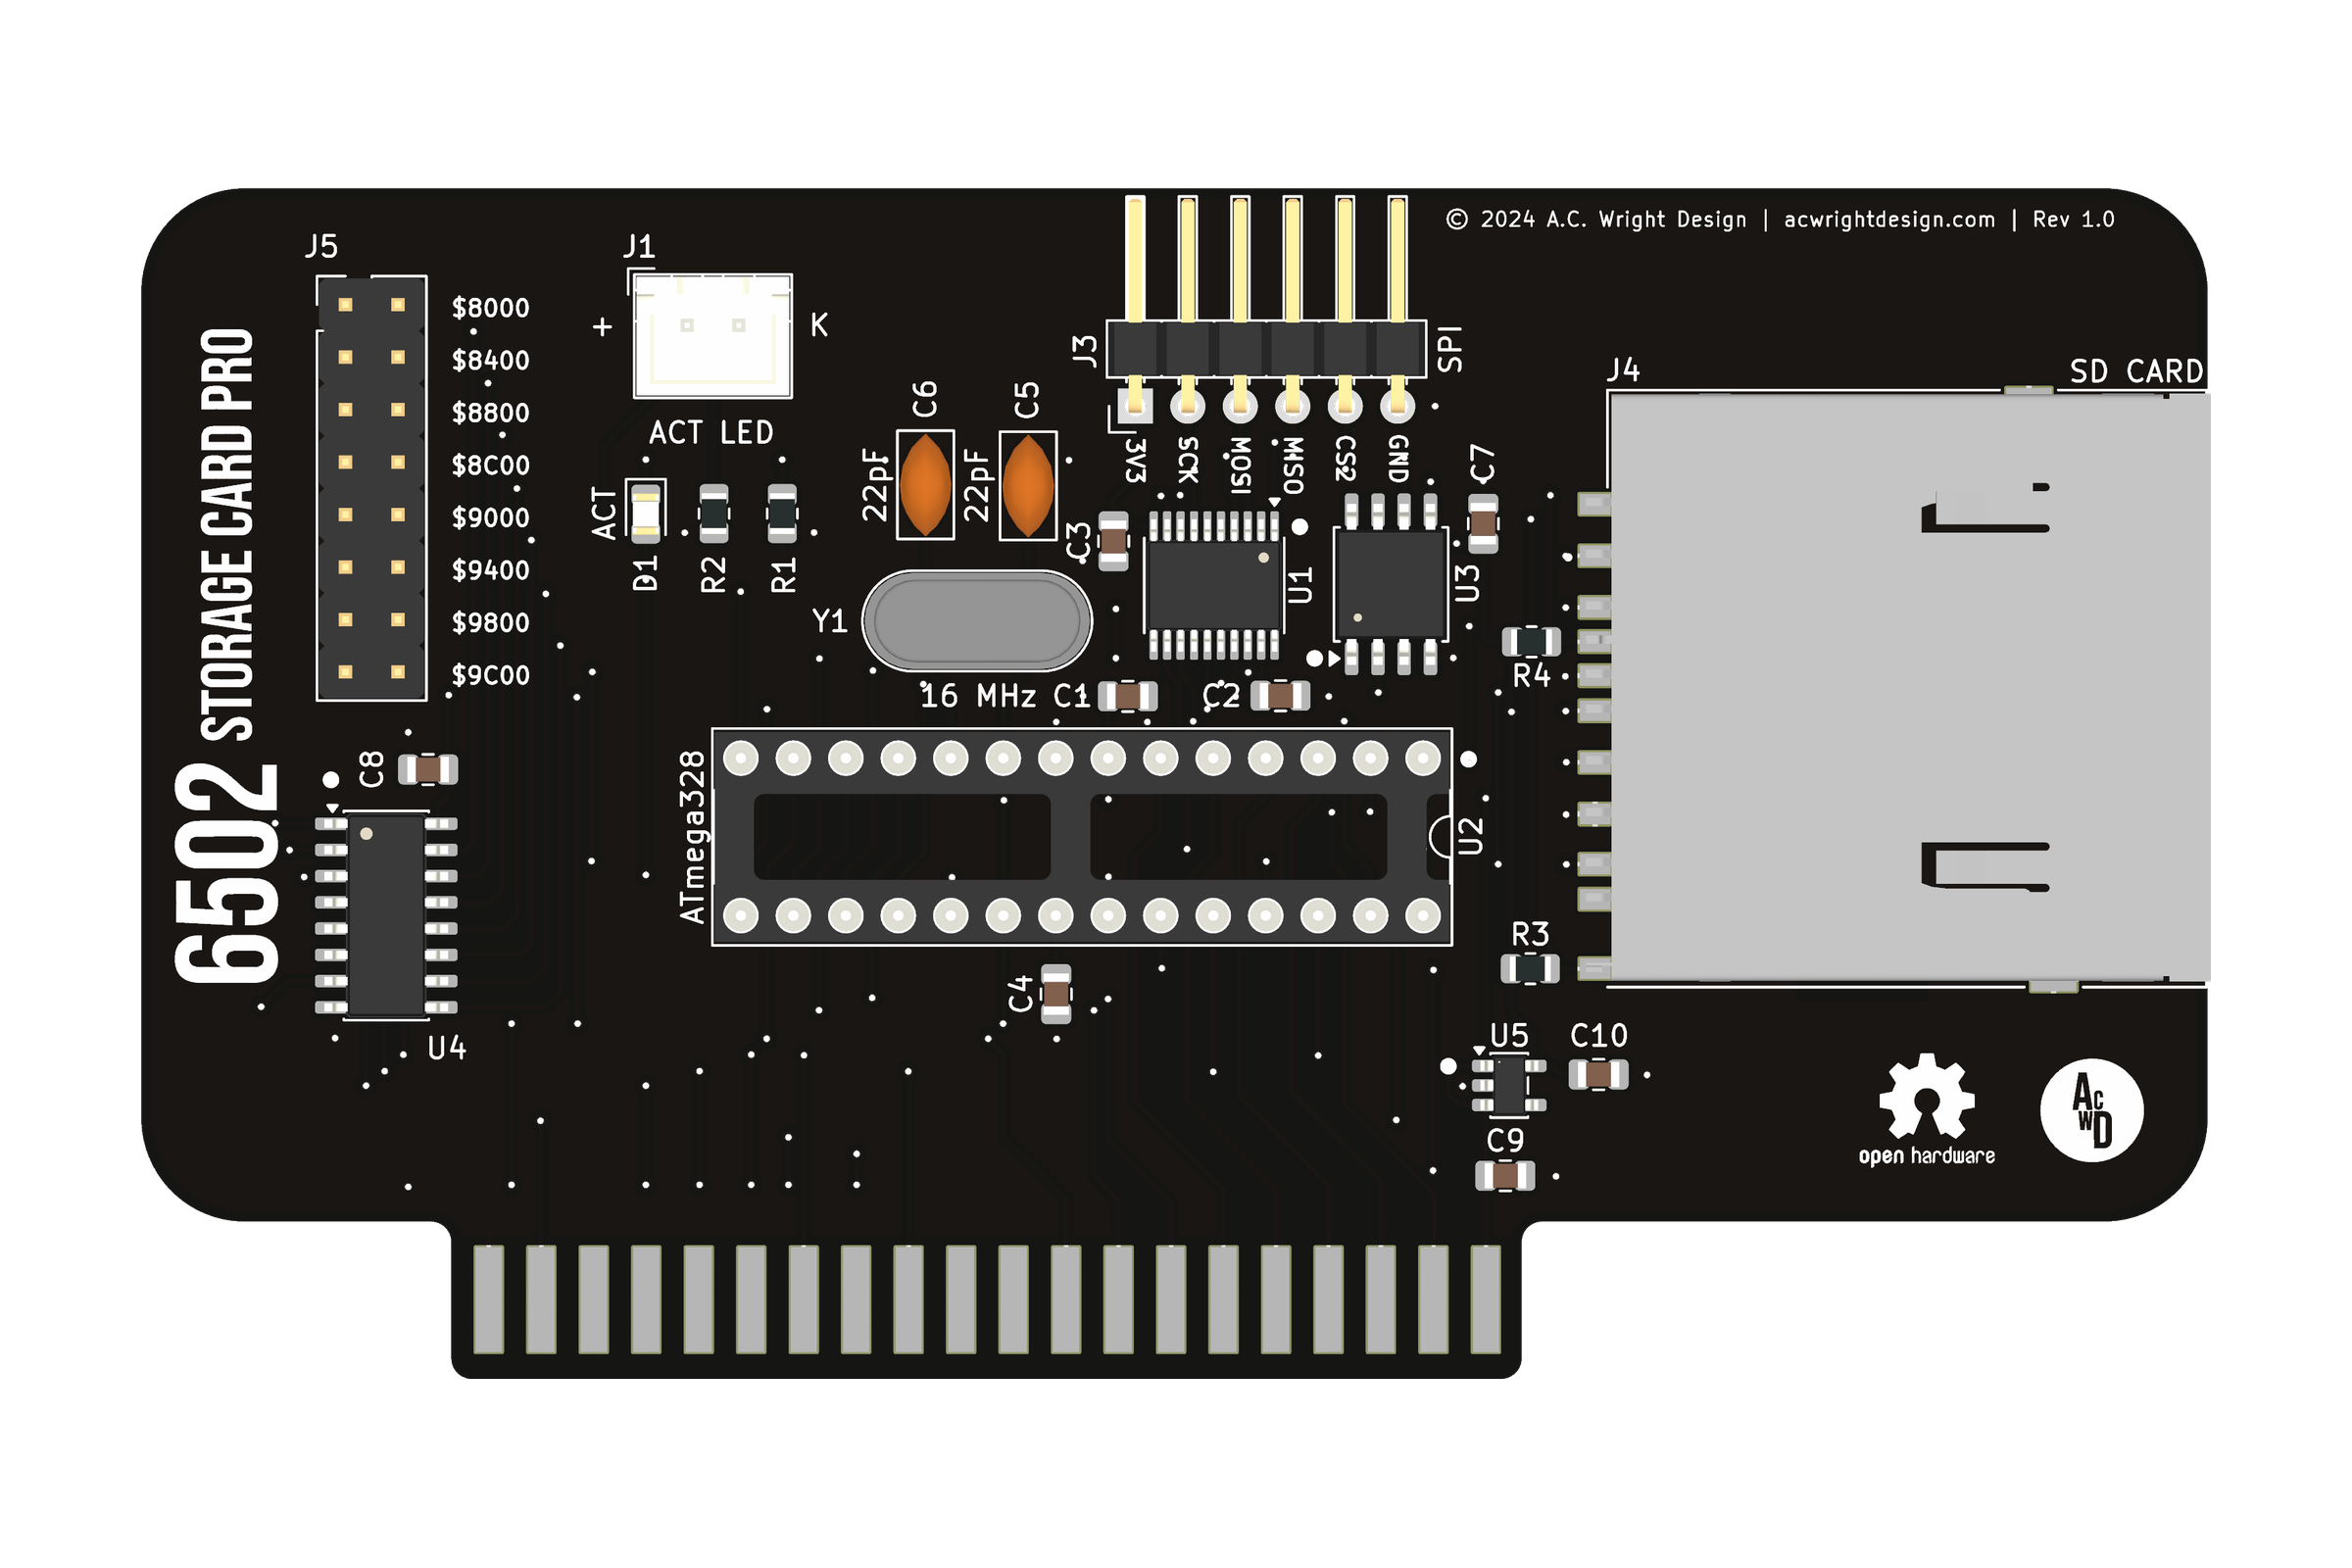 © 2024 A.C. Wright Design | acwrightdesign.com | Rev 1.0
J5
J1
$8000
$8400
$8800
$8C00
$9000
$9400
$9800
$9C00
+
K
ACT LED
ACT
D1
R2
R1
J3
SPI
3V3
SCK
MOSI
MISO
CS2
GND
C6
22pF
C5
22pF
C3
U1
U3
C7
Y1
16 MHz
C1
C2
J4
SD CARD
R4
6502 STORAGE CARD PRO
C8
U4
ATmega328
U2
C4
R3
U5
C10
C9
open hardware
ACWD